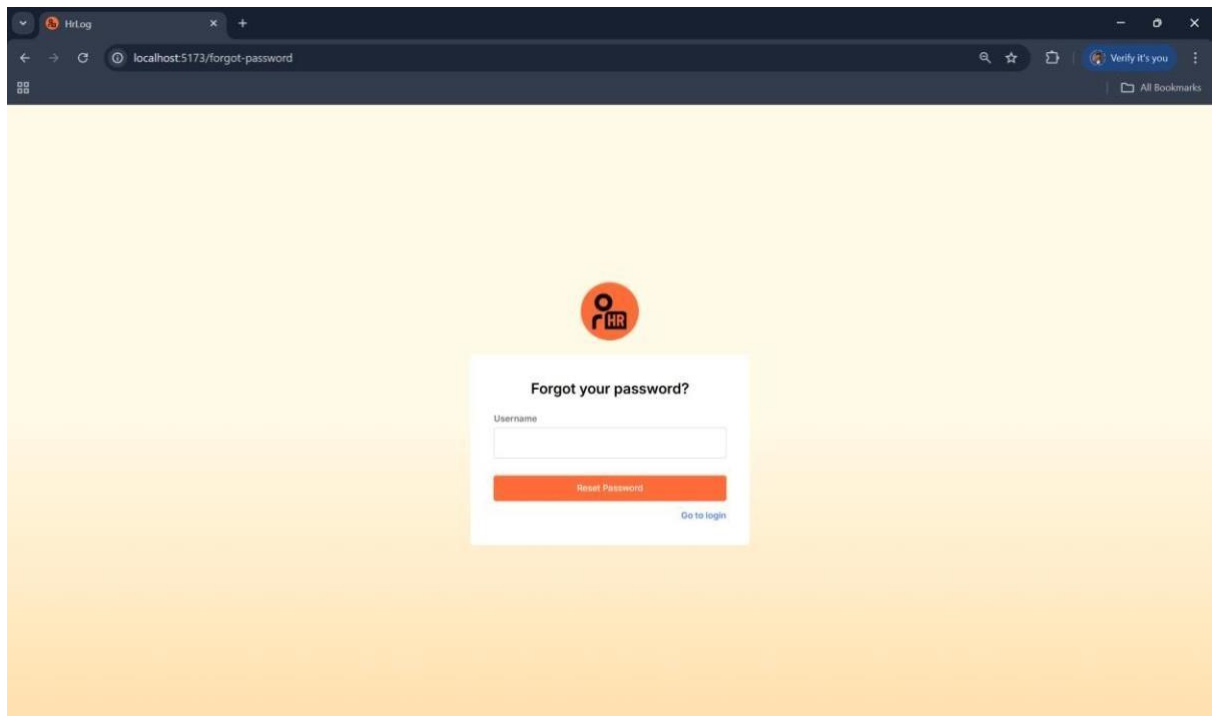 HrLog
localhost:5173/forgot-password
Verify it's you
All Bookmarks
HR
Forgot your password?
Username
Reset Password
Go to login